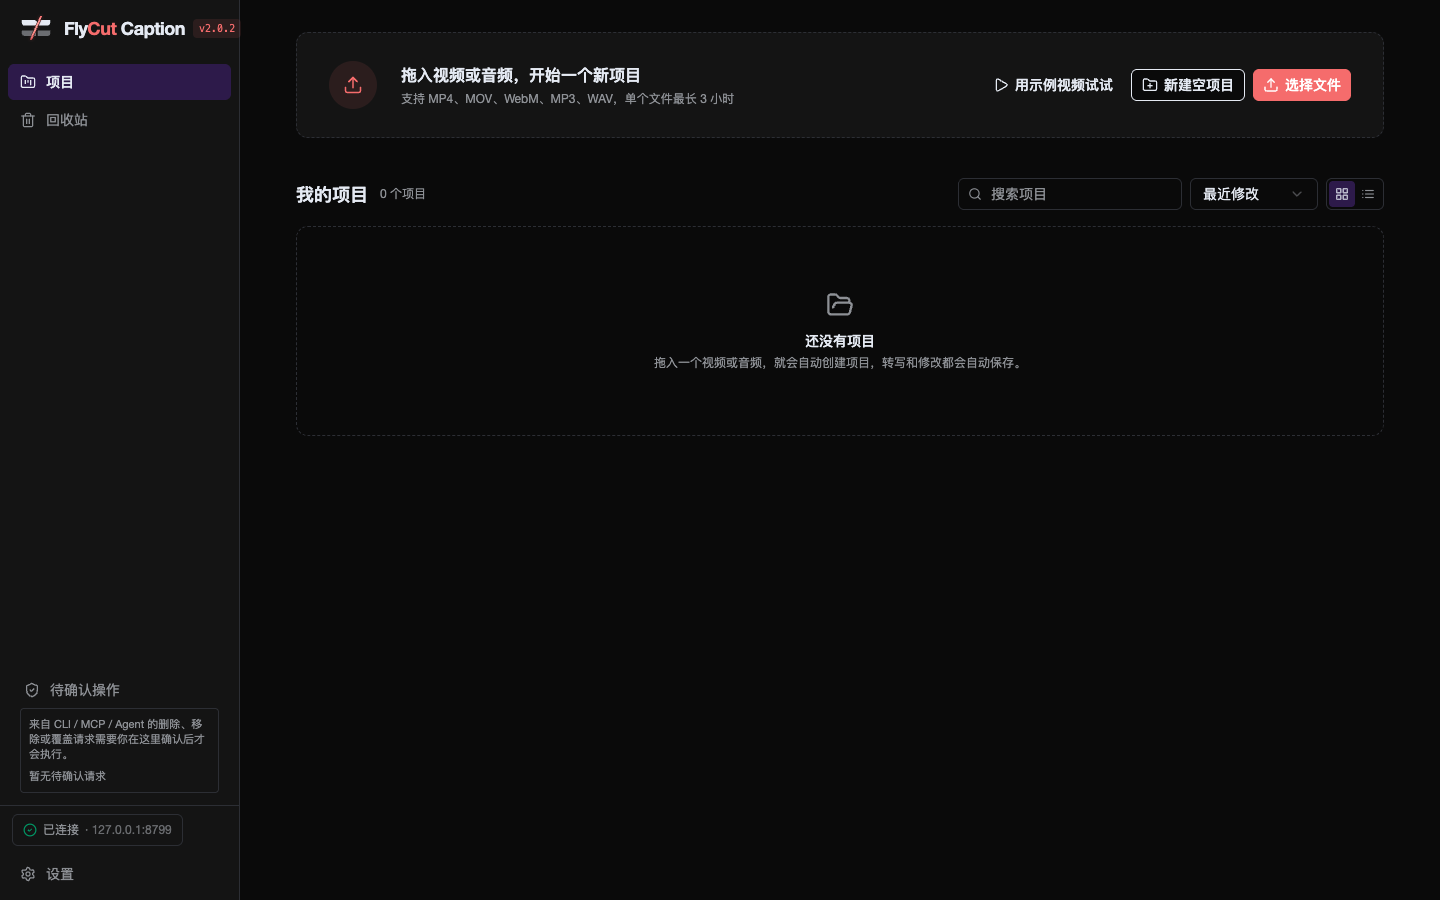 FlyCut Caption v2.0.2
项目
回收站
拖入视频或音频，开始一个新项目
支持 MP4、MOV、WebM、MP3、WAV，单个文件最长 3 小时
用示例视频试试
新建空项目
选择文件
我的项目 0 个项目
搜索项目
最近修改
还没有项目
拖入一个视频或音频，就会自动创建项目，转写和修改都会自动保存。
待确认操作
来自 CLI / MCP / Agent 的删除、移
除或覆盖请求需要你在这里确认后才
会执行。
暂无待确认请求
已连接 · 127.0.0.1:8799
设置